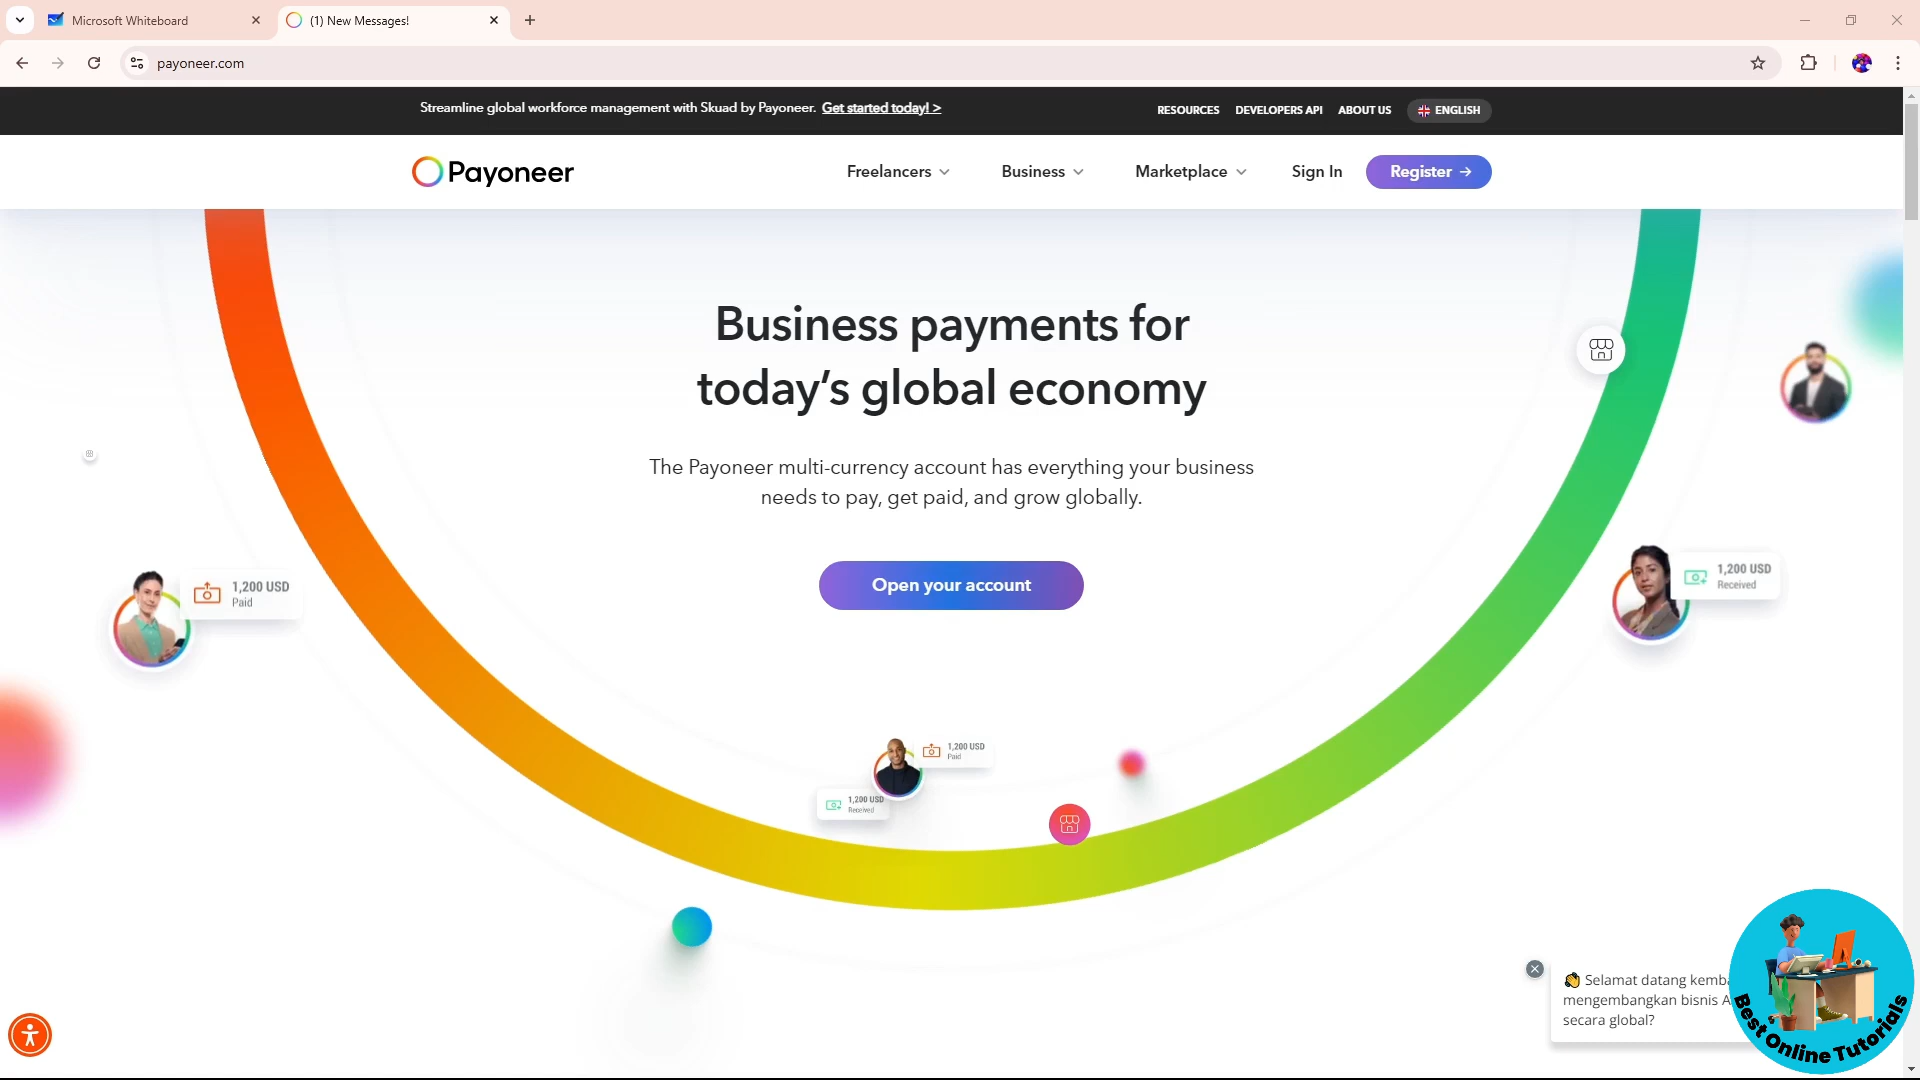 Microsoft Whiteboard
(1) New Messages!
payoneer.com
Streamline global workforce management with Skuad by Payoneer. Get started today! >
RESOURCES DEVELOPERS API ABOUT US ENGLISH
Payoneer
Freelancers Business Marketplace Sign In Register →
Business payments for
today's global economy
The Payoneer multi-currency account has everything your business
needs to pay, get paid, and grow globally.
Open your account
1,200 USD
Paid
1,200 USD
Received
1,200 USD
Paid
1,200 USD
Received
👋 Selamat datang
mengembangkan bisnis
secara global?
Best Online Tutorials